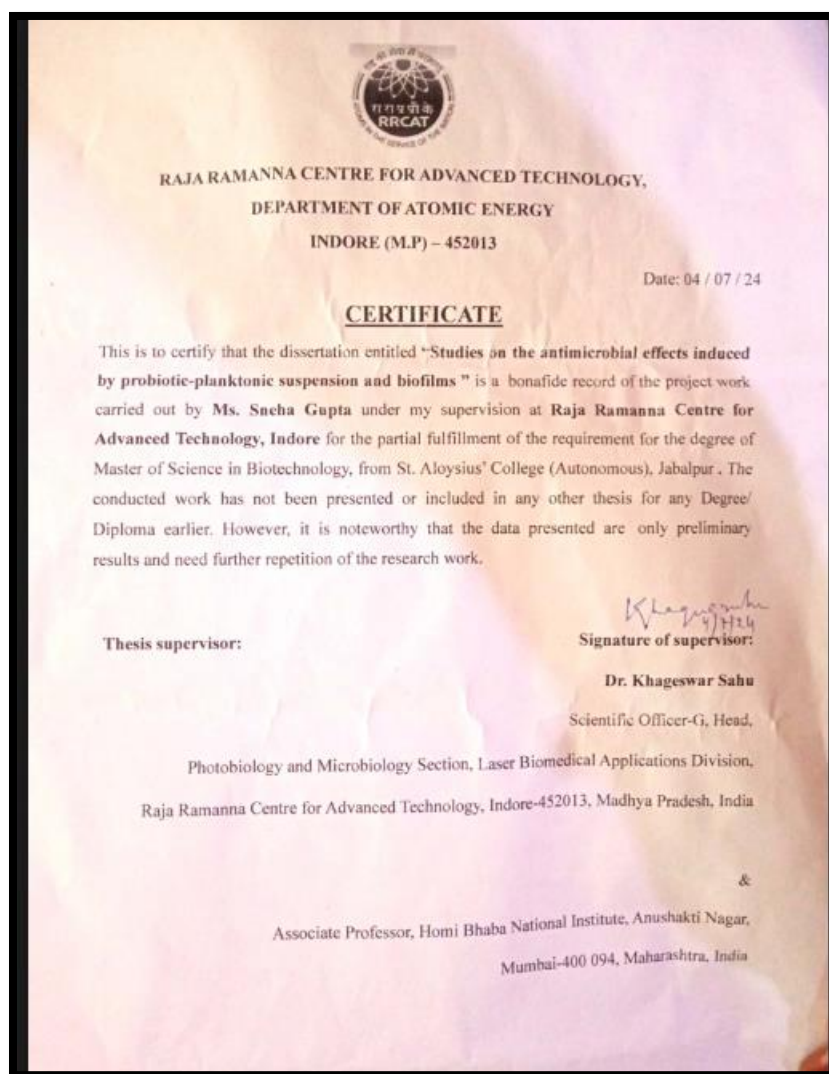 राराप्रौके
RRCAT
RAJA RAMANNA CENTRE FOR ADVANCED TECHNOLOGY,
DEPARTMENT OF ATOMIC ENERGY
INDORE (M.P) – 452013
Date: 04 / 07 / 24
CERTIFICATE
This is to certify that the dissertation entitled “Studies on the antimicrobial effects induced
by probiotic-planktonic suspension and biofilms ” is a bonafide record of the project work
carried out by Ms. Sneha Gupta under my supervision at Raja Ramanna Centre for
Advanced Technology, Indore for the partial fulfillment of the requirement for the degree of
Master of Science in Biotechnology, from St. Aloysius’ College (Autonomous), Jabalpur . The
conducted work has not been presented or included in any other thesis for any Degree/
Diploma earlier. However, it is noteworthy that the data presented are only preliminary
results and need further repetition of the research work.
4/7/24
Thesis supervisor:
Signature of supervisor:
Dr. Khageswar Sahu
Scientific Officer-G, Head,
Photobiology and Microbiology Section, Laser Biomedical Applications Division,
Raja Ramanna Centre for Advanced Technology, Indore-452013, Madhya Pradesh, India
&
Associate Professor, Homi Bhaba National Institute, Anushakti Nagar,
Mumbai-400 094, Maharashtra, India